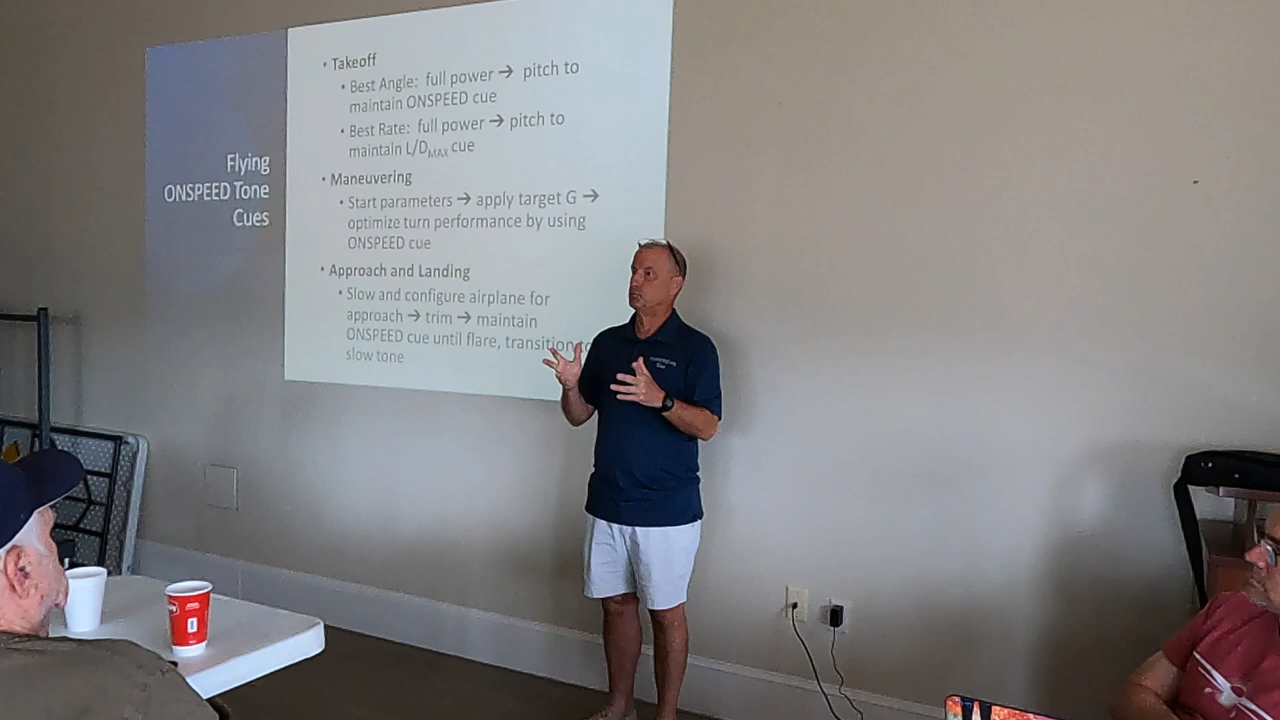 Flying
ONSPEED Tone
Cues
• Takeoff
• Best Angle: full power → pitch to
maintain ONSPEED cue
• Best Rate: full power → pitch to
maintain L/DMAX cue
• Maneuvering
• Start parameters → apply target G →
optimize turn performance by using
ONSPEED cue
• Approach and Landing
• Slow and configure airplane for
approach → trim → maintain
ONSPEED cue until flare, transition to
slow tone